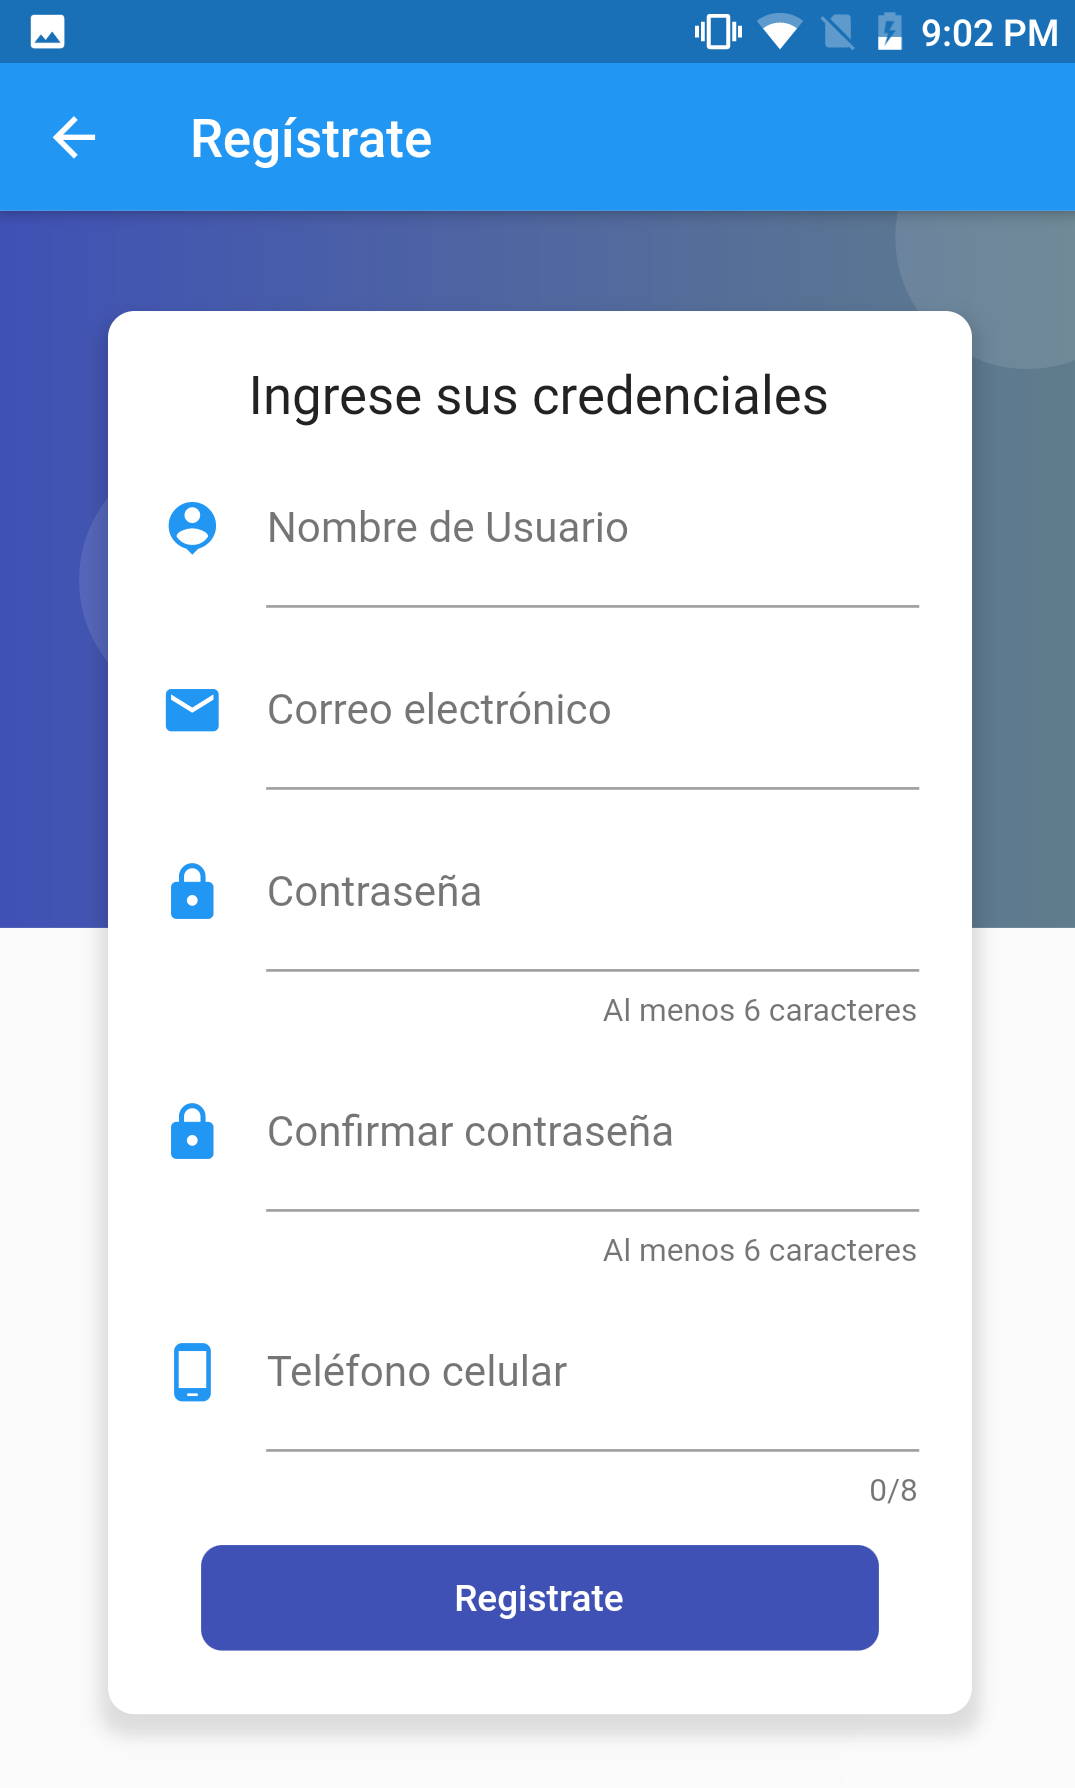 9:02 PM
Regístrate
Ingrese sus credenciales
Nombre de Usuario
Correo electrónico
Contraseña
Al menos 6 caracteres
Confirmar contraseña
Al menos 6 caracteres
Teléfono celular
0/8
Registrate